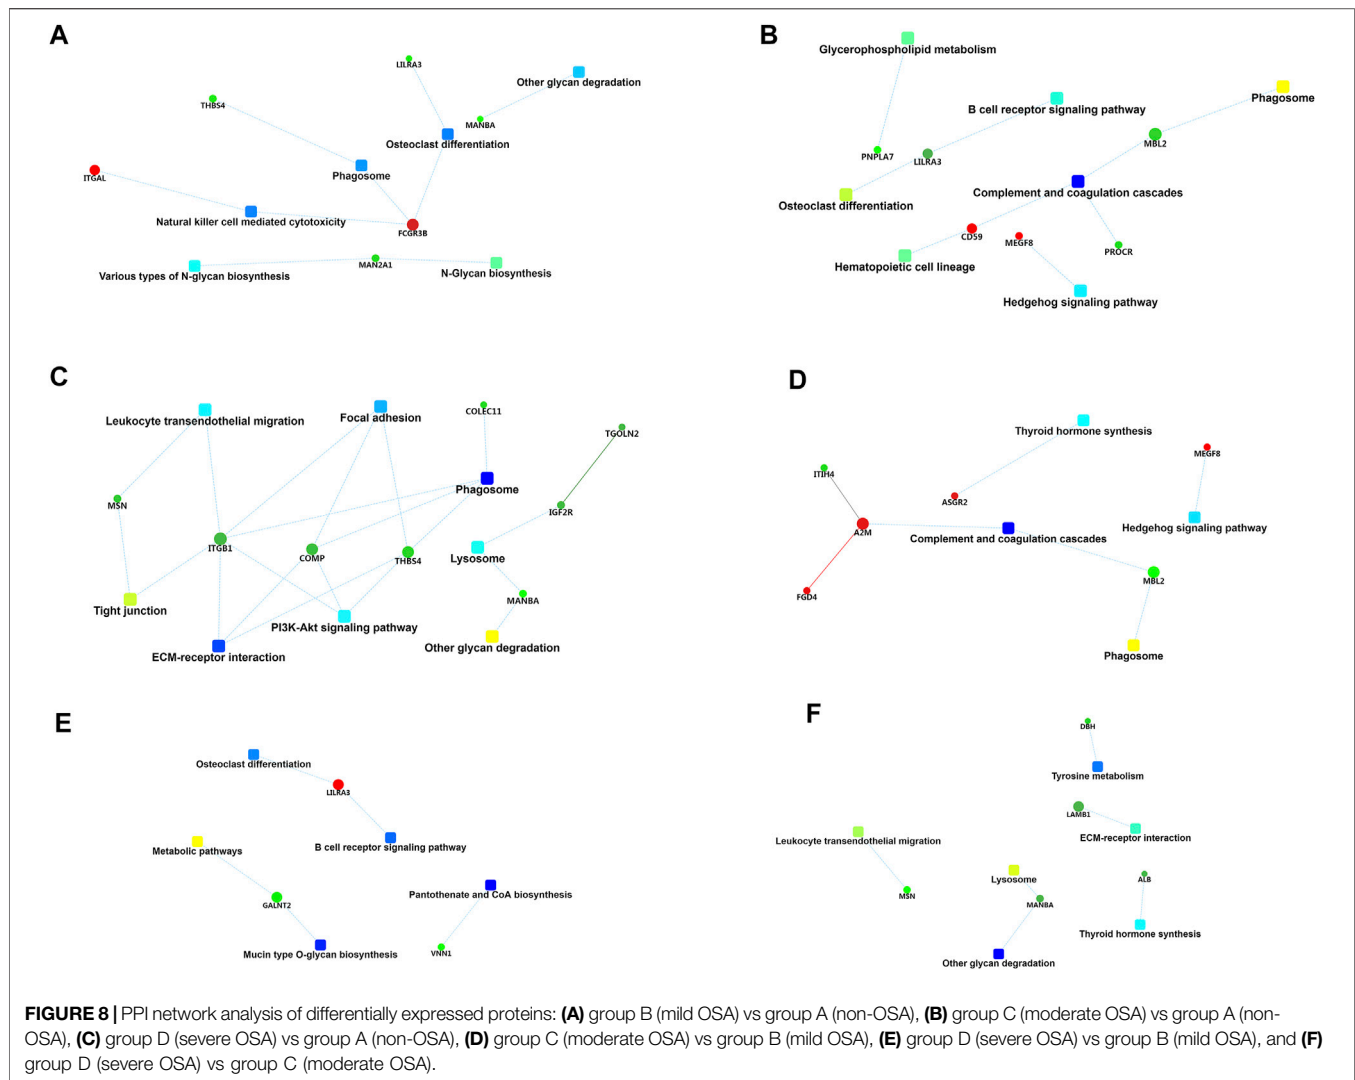 A
LILRA3
Other glycan degradation
THBS4
MANBA
Osteoclast differentiation
Phagosome
ITGAL
Natural killer cell mediated cytotoxicity
FCGR3B
MAN2A1
Various types of N-glycan biosynthesis
N-Glycan biosynthesis
B
Glycerophospholipid metabolism
Phagosome
B cell receptor signaling pathway
MBL2
PNPLA7
LILRA3
Complement and coagulation cascades
Osteoclast differentiation
CD59
MEGF8
PROCR
Hematopoietic cell lineage
Hedgehog signaling pathway
C
Leukocyte transendothelial migration
Focal adhesion
COLEC11
TGOLN2
Phagosome
MSN
IGF2R
ITGB1
COMP
THBS4
Lysosome
MANBA
Tight junction
PI3K-Akt signaling pathway
Other glycan degradation
ECM-receptor interaction
D
Thyroid hormone synthesis
MEGF8
ITIH4
ASGR2
Hedgehog signaling pathway
A2M
Complement and coagulation cascades
MBL2
FGD4
Phagosome
E
Osteoclast differentiation
LILRA3
B cell receptor signaling pathway
Metabolic pathways
Pantothenate and CoA biosynthesis
GALNT2
Mucin type O-glycan biosynthesis
VNN1
F
DBH
Tyrosine metabolism
LAMB1
ECM-receptor interaction
Leukocyte transendothelial migration
Lysosome
ALB
MSN
MANBA
Thyroid hormone synthesis
Other glycan degradation
FIGURE 8 | PPI network analysis of differentially expressed proteins: (A) group B (mild OSA) vs group A (non-OSA), (B) group C (moderate OSA) vs group A (non-
OSA), (C) group D (severe OSA) vs group A (non-OSA), (D) group C (moderate OSA) vs group B (mild OSA), (E) group D (severe OSA) vs group B (mild OSA), and (F)
group D (severe OSA) vs group C (moderate OSA).